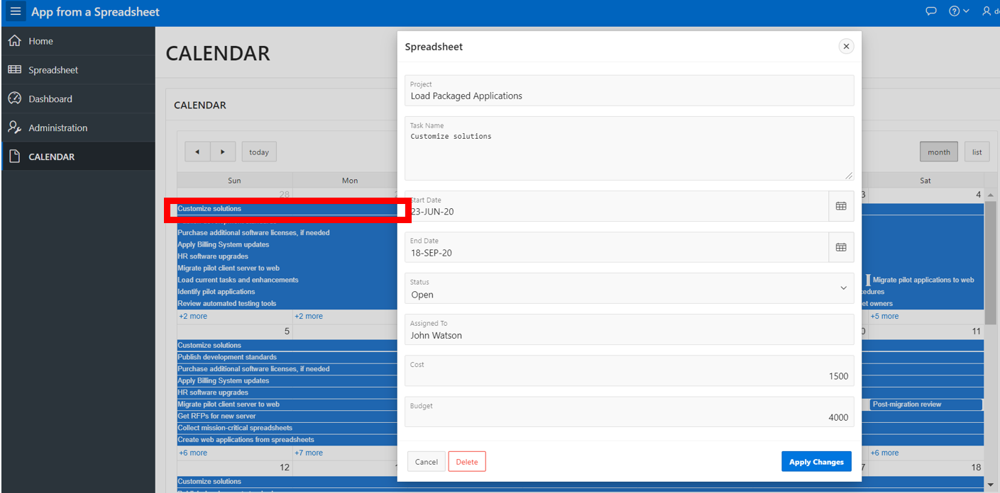 App from a Spreadsheet
Home
Spreadsheet
Dashboard
Administration
CALENDAR
CALENDAR
CALENDAR
today
month
list
Sun
Mon
Sat
28
3
4
Customize solutions
Purchase additional software licenses, if needed
Apply Billing System updates
HR software upgrades
Migrate pilot client server to web
Load current tasks and enhancements
Migrate pilot applications to web
Identify pilot applications
Review automated testing tools
+2 more
+2 more
+5 more
5
11
Customize solutions
Publish development standards
Purchase additional software licenses, if needed
Apply Billing System updates
HR software upgrades
Migrate pilot client server to web
Post-migration review
Get RFPs for new server
Collect mission-critical spreadsheets
Create web applications from spreadsheets
+6 more
+7 more
+6 more
12
18
Customize solutions
Spreadsheet
Project
Load Packaged Applications
Task Name
Customize solutions
Start Date
23-JUN-20
End Date
18-SEP-20
Status
Open
Assigned To
John Watson
Cost
1500
Budget
4000
Cancel
Delete
Apply Changes